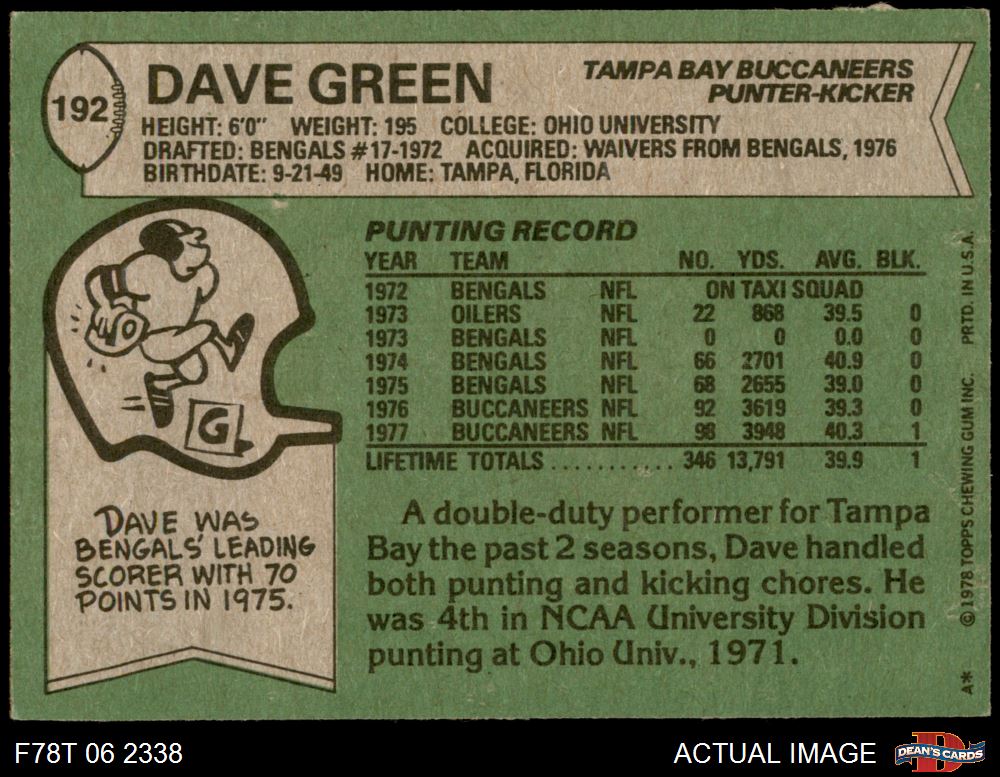 192
DAVE GREEN
TAMPA BAY BUCCANEERS
PUNTER-KICKER
HEIGHT: 6'0" WEIGHT: 195 COLLEGE: OHIO UNIVERSITY
DRAFTED: BENGALS #17-1972 ACQUIRED: WAIVERS FROM BENGALS, 1976
BIRTHDATE: 9-21-49 HOME: TAMPA, FLORIDA
PUNTING RECORD
YEAR TEAM NO. YDS. AVG. BLK.
1972 BENGALS NFL ON TAXI SQUAD
1973 OILERS NFL 22 868 39.5 0
1973 BENGALS NFL 0 0 0.0 0
1974 BENGALS NFL 66 2701 40.9 0
1975 BENGALS NFL 68 2655 39.0 0
1976 BUCCANEERS NFL 92 3619 39.3 0
1977 BUCCANEERS NFL 98 3948 40.3 1
LIFETIME TOTALS ........... 346 13,791 39.9 1
70
G
DAVE WAS
BENGALS' LEADING
SCORER WITH 70
POINTS IN 1975.
A double-duty performer for Tampa
Bay the past 2 seasons, Dave handled
both punting and kicking chores. He
was 4th in NCAA University Division
punting at Ohio Univ., 1971.
A* © 1978 TOPPS CHEWING GUM INC. PRTD. IN U.S.A.
F78T 06 2338
ACTUAL IMAGE
D
DEAN'S CARDS